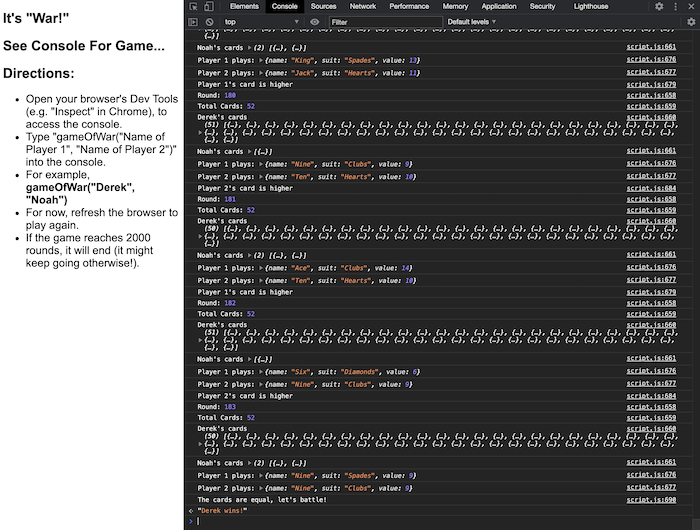 It's "War!"
See Console For Game...
Directions:
• Open your browser's Dev Tools
(e.g. "Inspect" in Chrome), to
access the console.
• Type "gameOfWar("Name of
Player 1", "Name of Player 2")"
into the console.
• For example,
gameOfWar("Derek",
"Noah")
• For now, refresh the browser to
play again.
• If the game reaches 2000
rounds, it will end (it might
keep going otherwise!).
Elements Console Sources Network Performance Memory Application Security Lighthouse
top Filter Default levels ▾
{…}, {…}]
Noah's cards ▸ (2) [{…}, {…}] script.js:661
Player 1 plays: ▸ {name: "King", suit: "Spades", value: 13} script.js:676
Player 2 plays: ▸ {name: "Jack", suit: "Hearts", value: 11} script.js:677
Player 1's card is higher script.js:679
Round: 180 script.js:658
Total Cards: 52 script.js:659
Derek's cards script.js:660
(51) [{…}, {…}, {…}, {…}, {…}, {…}, {…}, {…}, {…}, {…}, {…}, {…}, {…}, {…}, {…}, {…}, {…}, {…}, {…}, {…}, {…}, {…}, {…}, {…}, {…}, {…}, {…}, {…}, {…}, {…}, {…}, {…}, {…}, {…}, {…}, {…}, {…}, {…}, {…}, {…}, {…}, {…}, {…}, {…}, {…}, {…}, {…}, {…}, {…}, {…}, {…}]
Noah's cards ▸ [{…}] script.js:661
Player 1 plays: ▸ {name: "Nine", suit: "Clubs", value: 9} script.js:676
Player 2 plays: ▸ {name: "Ten", suit: "Hearts", value: 10} script.js:677
Player 2's card is higher script.js:684
Round: 181 script.js:658
Total Cards: 52 script.js:659
Derek's cards script.js:660
(50) [{…}, {…}, {…}, {…}, {…}, {…}, {…}, {…}, {…}, {…}, {…}, {…}, {…}, {…}, {…}, {…}, {…}, {…}, {…}, {…}, {…}, {…}, {…}, {…}, {…}, {…}, {…}, {…}, {…}, {…}, {…}, {…}, {…}, {…}, {…}, {…}, {…}, {…}, {…}, {…}, {…}, {…}, {…}, {…}, {…}, {…}, {…}, {…}, {…}, {…}]
Noah's cards ▸ (2) [{…}, {…}] script.js:661
Player 1 plays: ▸ {name: "Ace", suit: "Clubs", value: 14} script.js:676
Player 2 plays: ▸ {name: "Ten", suit: "Hearts", value: 10} script.js:677
Player 1's card is higher script.js:679
Round: 182 script.js:658
Total Cards: 52 script.js:659
Derek's cards script.js:660
(51) [{…}, {…}, {…}, {…}, {…}, {…}, {…}, {…}, {…}, {…}, {…}, {…}, {…}, {…}, {…}, {…}, {…}, {…}, {…}, {…}, {…}, {…}, {…}, {…}, {…}, {…}, {…}, {…}, {…}, {…}, {…}, {…}, {…}, {…}, {…}, {…}, {…}, {…}, {…}, {…}, {…}, {…}, {…}, {…}, {…}, {…}, {…}, {…}, {…}, {…}, {…}]
Noah's cards ▸ [{…}] script.js:661
Player 1 plays: ▸ {name: "Six", suit: "Diamonds", value: 6} script.js:676
Player 2 plays: ▸ {name: "Nine", suit: "Clubs", value: 9} script.js:677
Player 2's card is higher script.js:684
Round: 183 script.js:658
Total Cards: 52 script.js:659
Derek's cards script.js:660
(50) [{…}, {…}, {…}, {…}, {…}, {…}, {…}, {…}, {…}, {…}, {…}, {…}, {…}, {…}, {…}, {…}, {…}, {…}, {…}, {…}, {…}, {…}, {…}, {…}, {…}, {…}, {…}, {…}, {…}, {…}, {…}, {…}, {…}, {…}, {…}, {…}, {…}, {…}, {…}, {…}, {…}, {…}, {…}, {…}, {…}, {…}, {…}, {…}, {…}, {…}]
Noah's cards ▸ (2) [{…}, {…}] script.js:661
Player 1 plays: ▸ {name: "Nine", suit: "Spades", value: 9} script.js:676
Player 2 plays: ▸ {name: "Nine", suit: "Clubs", value: 9} script.js:677
The cards are equal, let's battle! script.js:690
"Derek wins!"